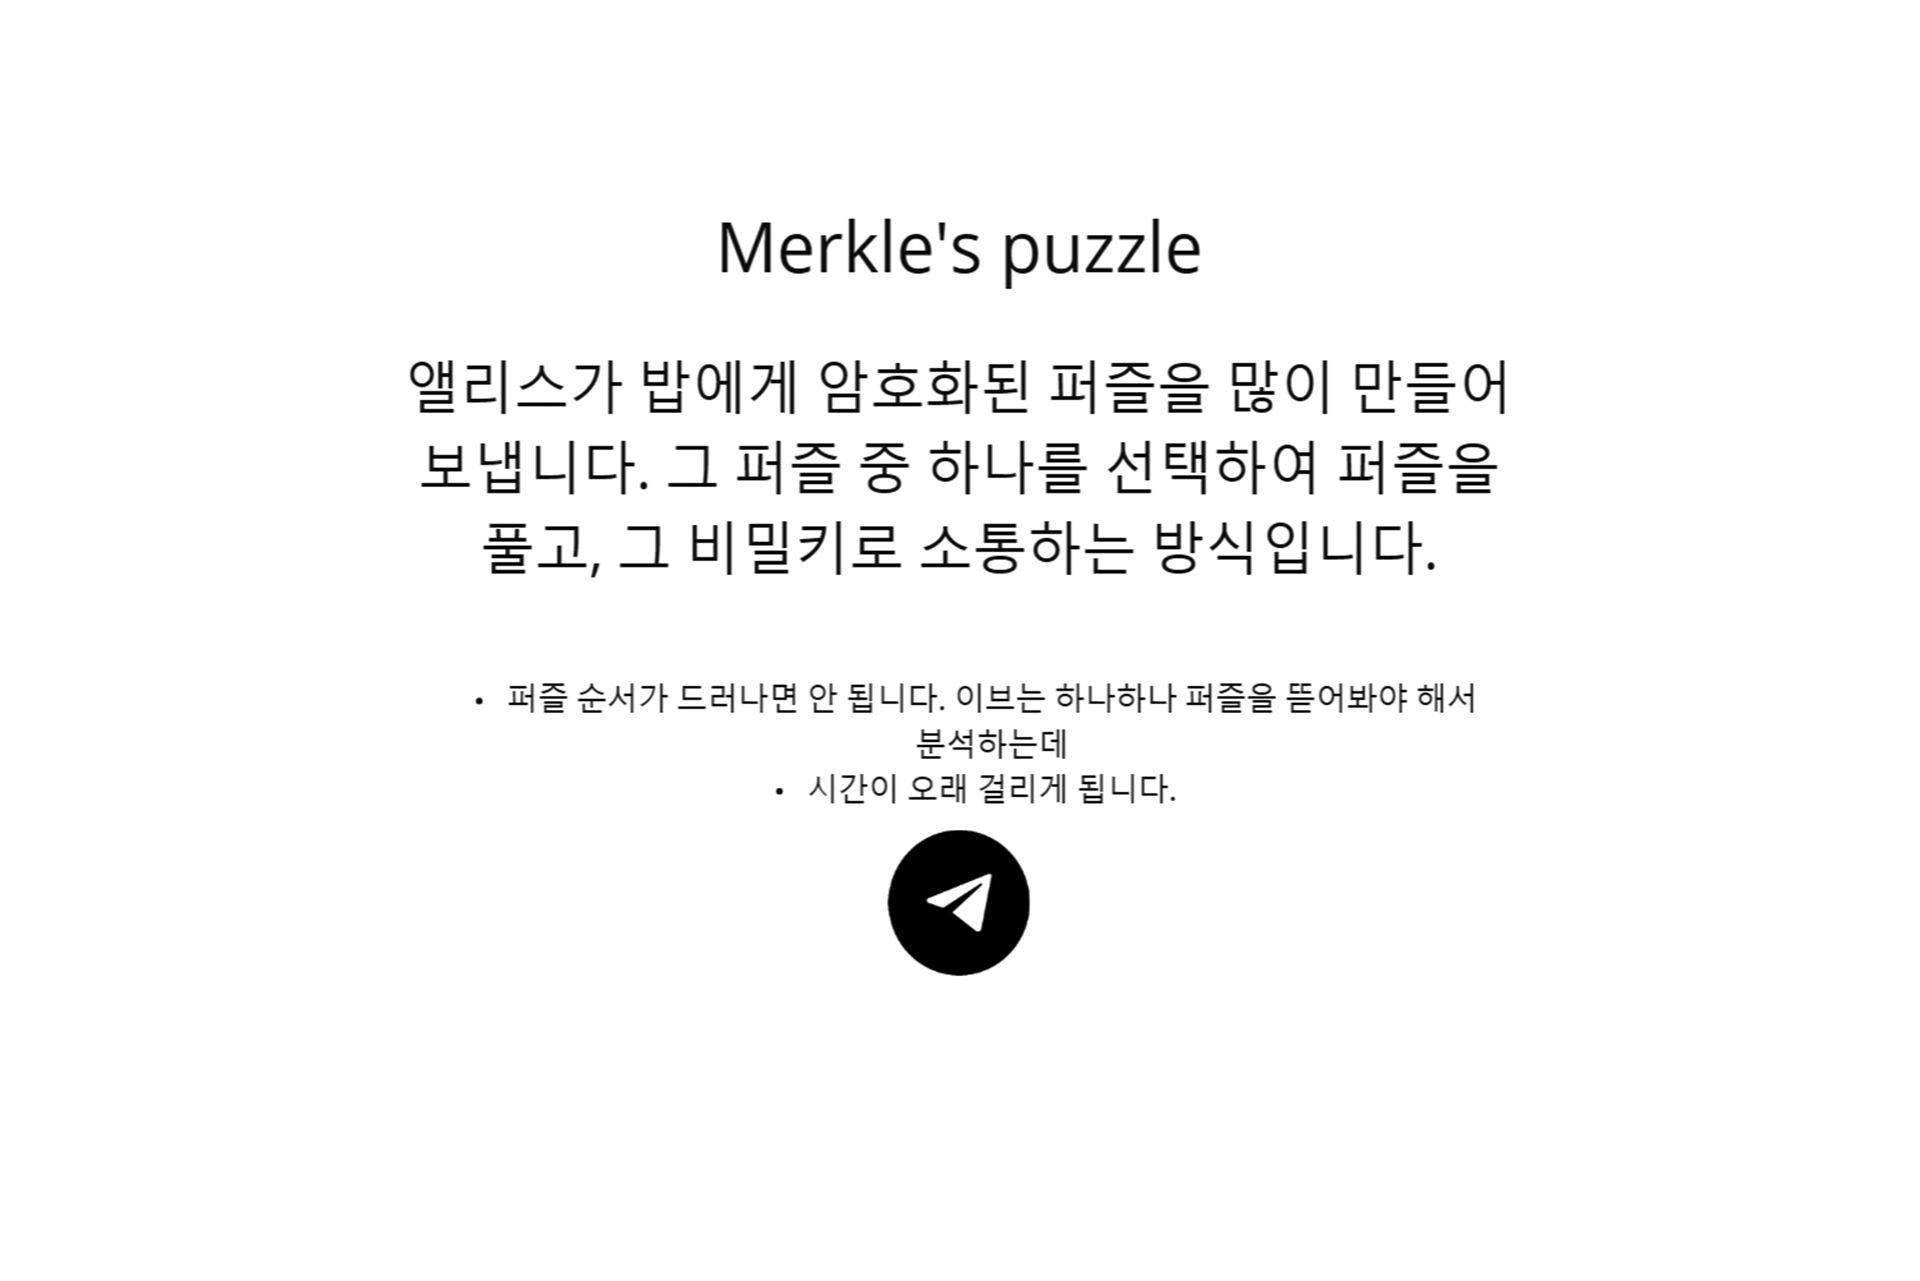 Merkle's puzzle
앨리스가 밥에게 암호화된 퍼즐을 많이 만들어
보냅니다. 그 퍼즐 중 하나를 선택하여 퍼즐을
풀고, 그 비밀키로 소통하는 방식입니다.
• 퍼즐 순서가 드러나면 안 됩니다. 이브는 하나하나 퍼즐을 뜯어봐야 해서
분석하는데
• 시간이 오래 걸리게 됩니다.